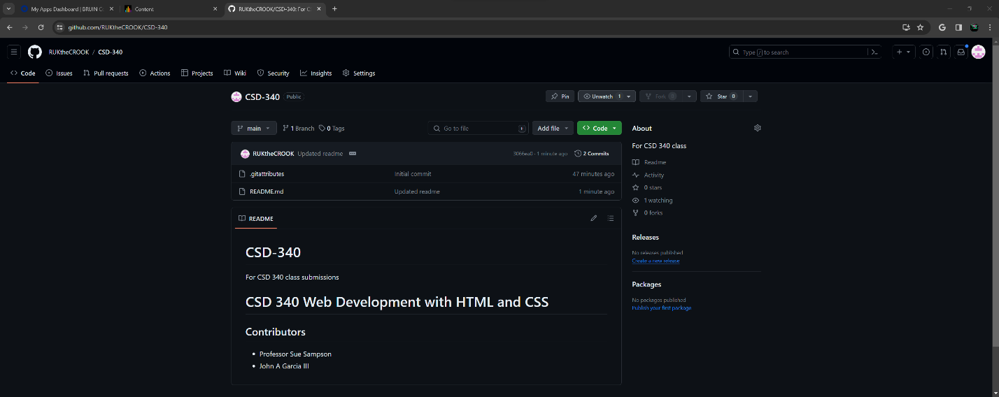 My Apps Dashboard | BRUIN C
Content
RUKtheCROOK/CSD-340: For C
github.com/RUKtheCROOK/CSD-340
RUKtheCROOK / CSD-340
Type / to search
Code Issues Pull requests Actions Projects Wiki Security Insights Settings
CSD-340 Public
Pin Unwatch 1 Fork 0 Star 0
main 1 Branch 0 Tags Go to file t Add file Code
RUKtheCROOK Updated readme 3066ea0 · 1 minute ago 2 Commits
.gitattributes Initial commit 47 minutes ago
README.md Updated readme 1 minute ago
README
CSD-340
For CSD 340 class submissions
CSD 340 Web Development with HTML and CSS
Contributors
• Professor Sue Sampson
• John A Garcia III
About
For CSD 340 class
Readme
Activity
0 stars
1 watching
0 forks
Releases
No releases published
Create a new release
Packages
No packages published
Publish your first package